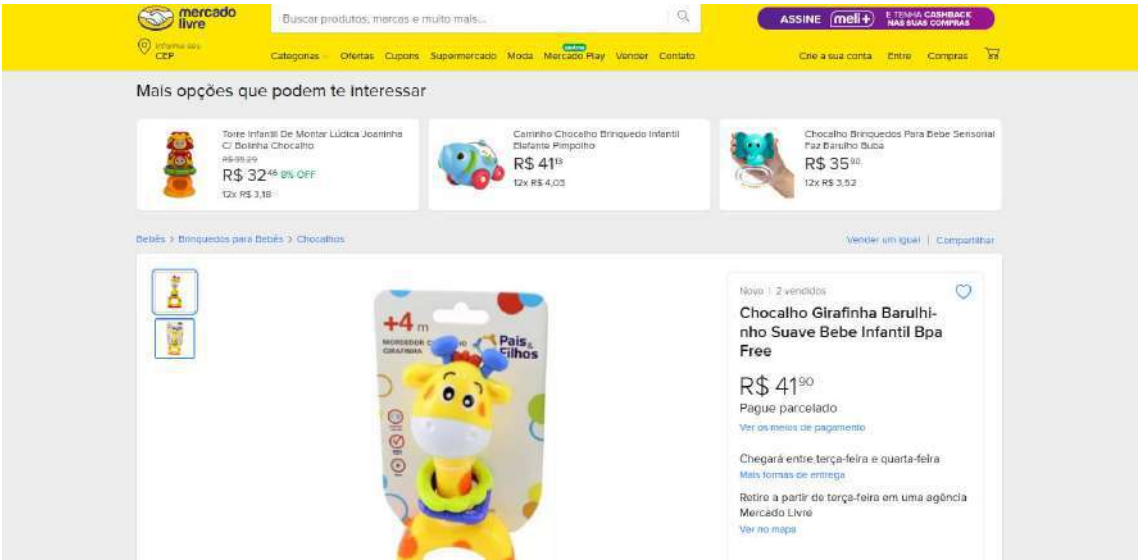 mercado
livre
Buscar produtos, marcas e muito mais...
ASSINE meli+ E TENHA CASHBACK
NAS SUAS COMPRAS
Informe seu
CEP
Categorias Ofertas Cupons Supermercado Moda Mercado Play Vender Contato
Crie a sua conta Entre Compras
Mais opções que podem te interessar
Torre Infantil De Montar Lúdica Joaninha
C/ Bolinha Chocalho
R$ 32 46 8% OFF
12x R$ 3,18
Carrinho Chocalho Brinquedo Infantil
Elefante Pimpolho
R$ 41 13
12x R$ 4,03
Chocalho Brinquedos Para Bebe Sensorial
Faz Barulho Buba
R$ 35 90
12x R$ 3,52
Bebês > Brinquedos para Bebês > Chocalhos
Vender um igual | Compartilhar
+4 m
MORDEDOR
GIRAFINHA
Pais &
Filhos
Novo | 2 vendidos
Chocalho Girafinha Barulhi-
nho Suave Bebe Infantil Bpa
Free
R$ 41 90
Pague parcelado
Ver os meios de pagamento
Chegará entre terça-feira e quarta-feira
Mais formas de entrega
Retire a partir de terça-feira em uma agência
Mercado Livre
Ver no mapa